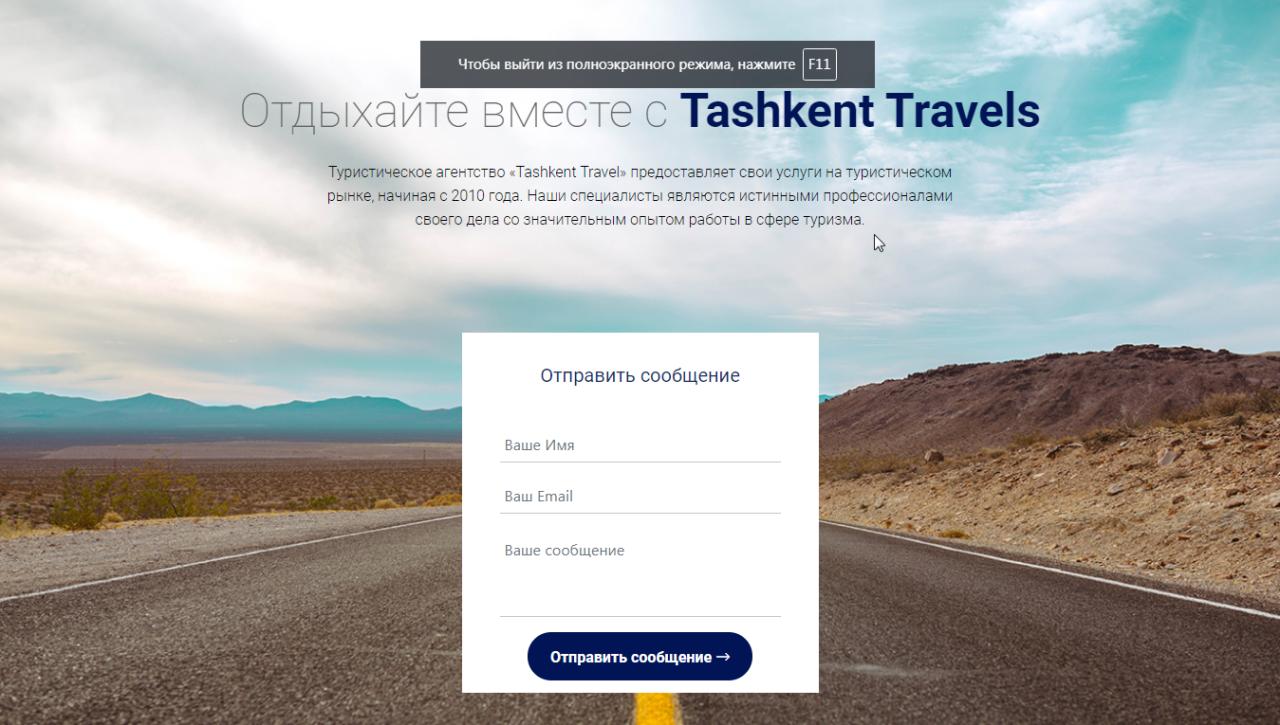 Чтобы выйти из полноэкранного режима, нажмите F11
Отдыхайте вместе с Tashkent Travels
Туристическое агентство «Tashkent Travel» предоставляет свои услуги на туристическом
рынке, начиная с 2010 года. Наши специалисты являются истинными профессионалами
своего дела со значительным опытом работы в сфере туризма.
Отправить сообщение
Ваше Имя
Ваш Email
Ваше сообщение
Отправить сообщение →